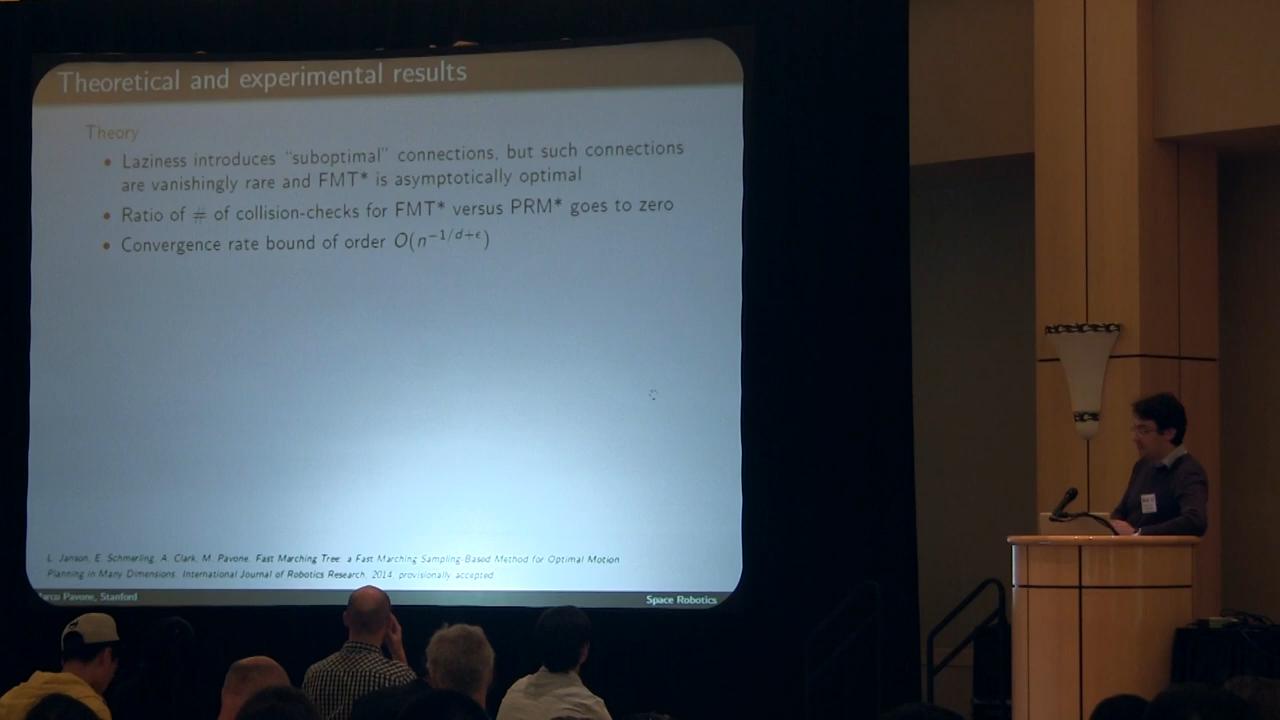 Theoretical and experimental results
Theory
• Laziness introduces "suboptimal" connections, but such connections
are vanishingly rare and FMT* is asymptotically optimal
• Ratio of # of collision-checks for FMT* versus PRM* goes to zero
• Convergence rate bound of order O(n^{-1/d+ϵ})
L. Janson, E. Schmerling, A. Clark, M. Pavone. Fast Marching Tree: a Fast Marching Sampling-Based Method for Optimal Motion
Planning in Many Dimensions. International Journal of Robotics Research, 2014, provisionally accepted
arco Pavone, Stanford
Space Robotics